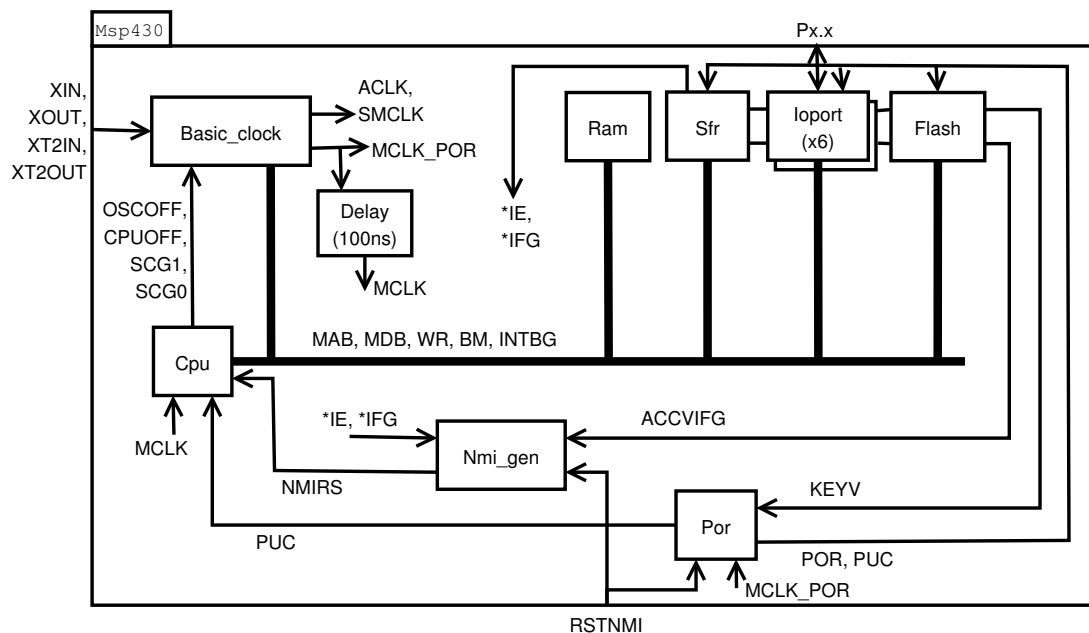 Msp430
Px.x
XIN,
XOUT,
XT2IN,
XT2OUT
Basic_clock
ACLK,
SMCLK
MCLK_POR
Delay
(100ns)
MCLK
OSCOFF,
CPUOFF,
SCG1,
SCG0
*IE,
*IFG
Ram
Sfr
Ioport
(x6)
Flash
MAB, MDB, WR, BM, INTBG
Cpu
MCLK
*IE, *IFG
Nmi_gen
ACCVIFG
NMIRS
KEYV
PUC
Por
POR, PUC
MCLK_POR
RSTNMI